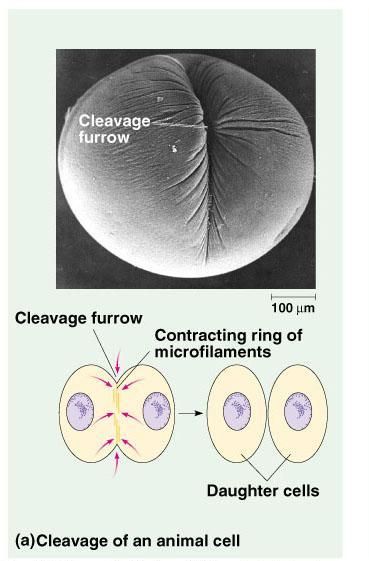 Cleavage
furrow
100 µm
Cleavage furrow
Contracting ring of
microfilaments
Daughter cells
(a)Cleavage of an animal cell